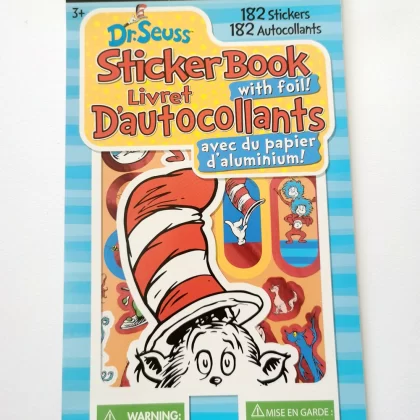 3+
Dr. Seuss
182 Stickers
182 Autocollants
Sticker Book
with foil!
Livret
D'autocollants
avec du papier
d'aluminium!
WARNING:
MISE EN GARDE: